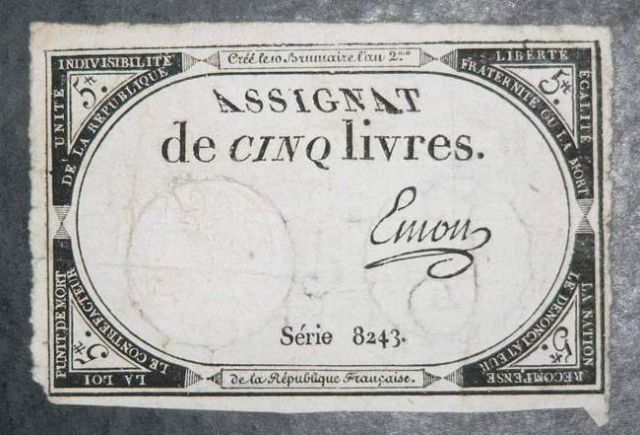 Créé le 10 Brumaire l'an 2.me
UNITÉ INDIVISIBILITÉ
DE LA RÉPUBLIQUE
5#
LIBERTÉ ÉGALITÉ
FRATERNITÉ OU LA MORT
5#
ASSIGNAT
de CINQ livres.
Emon
Série 8243.
LA LOI PUNIT DE MORT
LE CONTREFACTEUR
5#
LA NATION RÉCOMPENSE
LE DÉNONCIATEUR
5#
de la République Française.